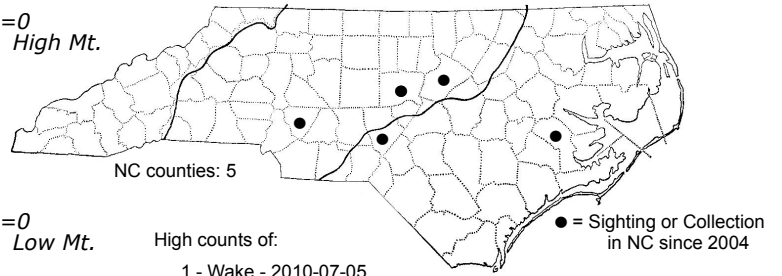 =0
High Mt.
NC counties: 5
=0
Low Mt.
High counts of:
1 - Wake - 2010-07-05
● = Sighting or Collection
in NC since 2004